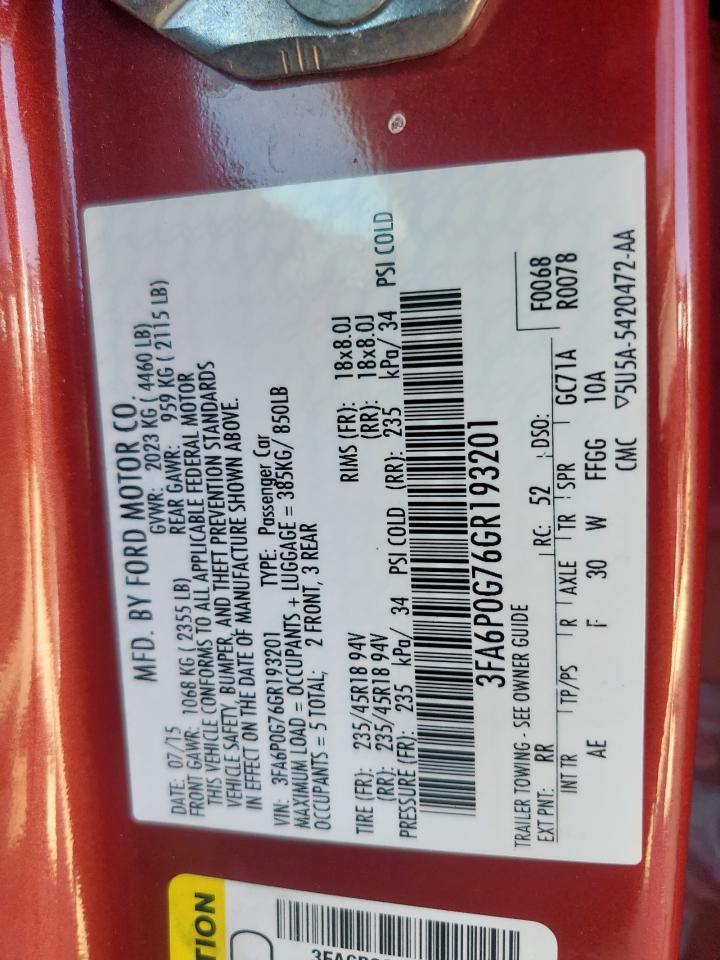 MFD. BY FORD MOTOR CO.
DATE: 07/15 GVWR: 2023 KG ( 4460 LB)
FRONT GAWR: 1068 KG ( 2355 LB) REAR GAWR: 959 KG ( 2115 LB)
THIS VEHICLE CONFORMS TO ALL APPLICABLE FEDERAL MOTOR
VEHICLE SAFETY, BUMPER, AND THEFT PREVENTION STANDARDS
IN EFFECT ON THE DATE OF MANUFACTURE SHOWN ABOVE.
VIN: 3FA6P0G76GR193201 TYPE: Passenger Car
MAXIMUM LOAD = OCCUPANTS + LUGGAGE = 385KG/ 850LB
OCCUPANTS = 5 TOTAL; 2 FRONT, 3 REAR
TIRE (FR): 235/45R18 94V RIMS (FR): 18x8.0J
(RR): 235/45R18 94V (RR): 18x8.0J
PRESSURE (FR): 235 kPa/ 34 PSI COLD (RR): 235 kPa/ 34 PSI COLD
3FA6P0G76GR193201
TRAILER TOWING - SEE OWNER GUIDE
F0068
EXT PNT: RR RC: 52 DSO: R0078
INT TR TP/PS R AXLE TR SPR GC71A
AE F 30 W FFGG 10A
CMC ▽5U5A-5420472-AA